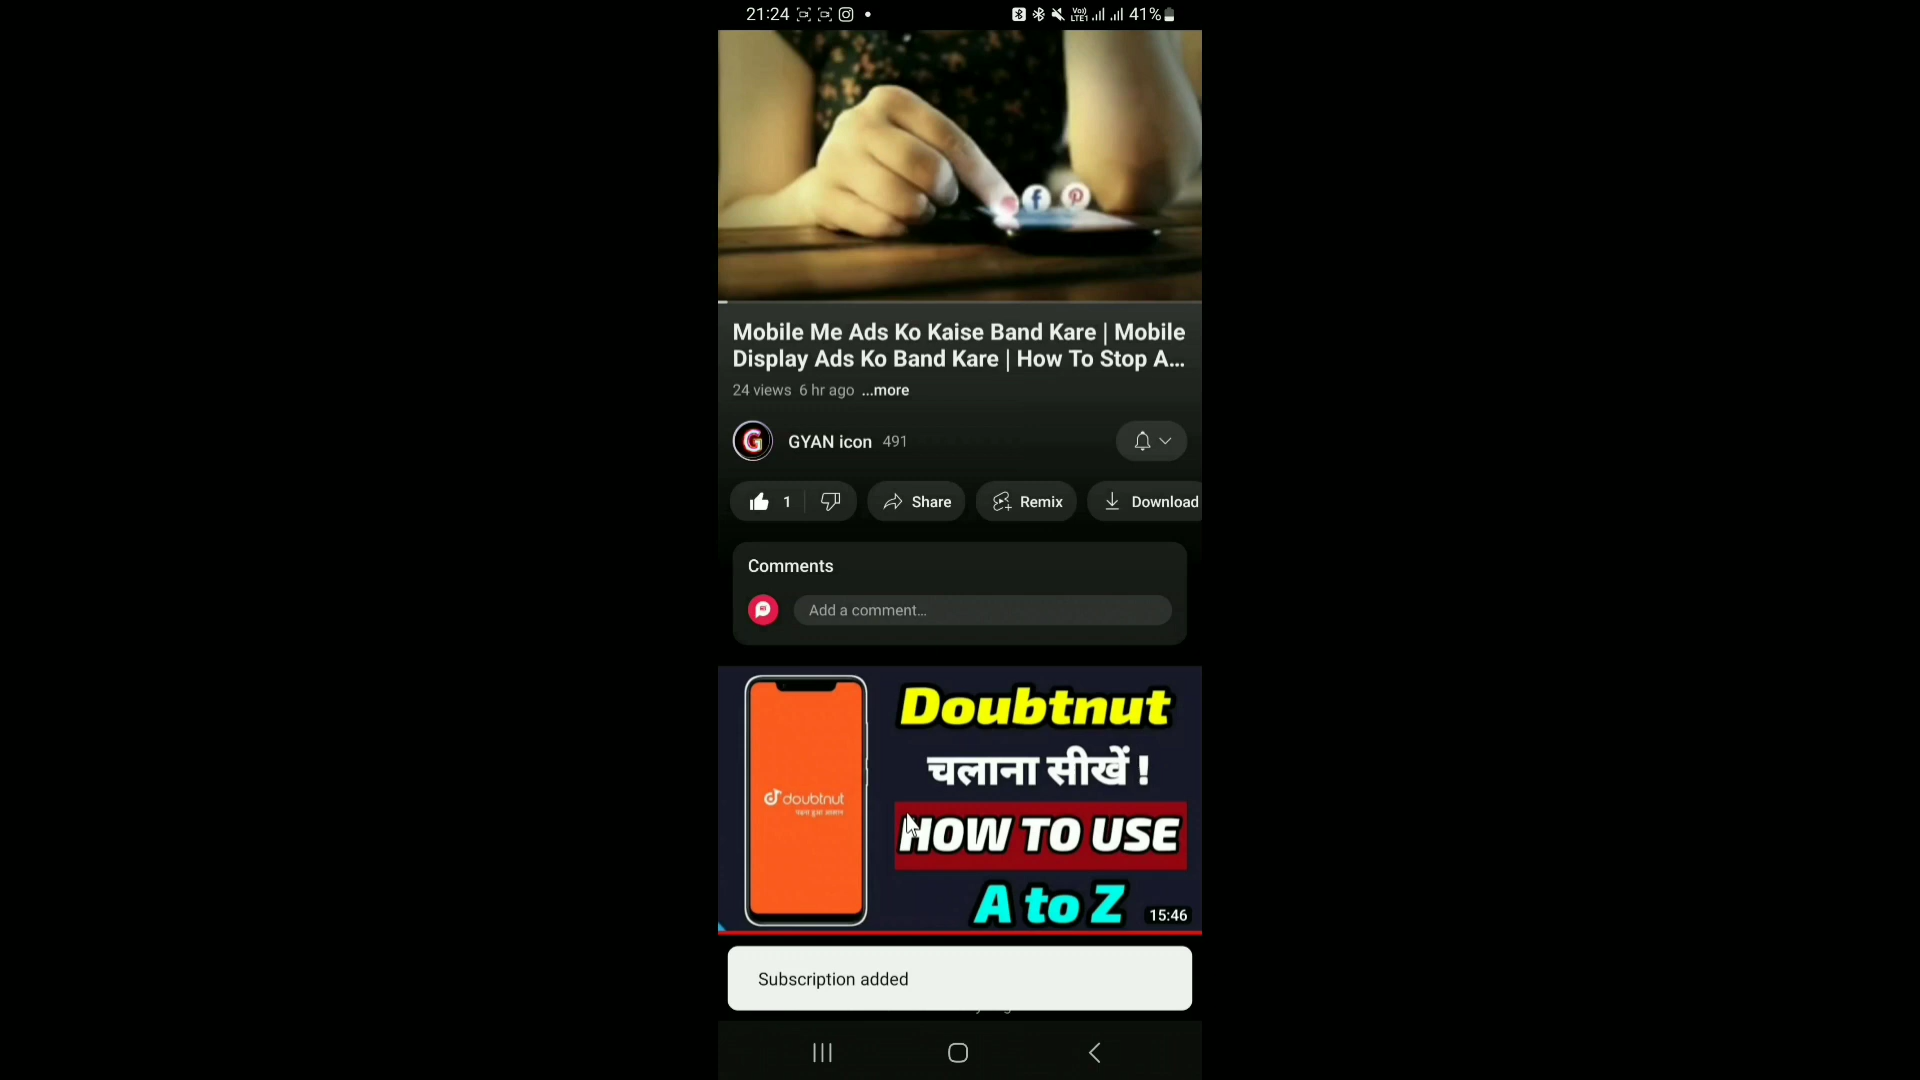 21:24
Vo)) LTE1 41%
Mobile Me Ads Ko Kaise Band Kare | Mobile
Display Ads Ko Band Kare | How To Stop A...
24 views 6 hr ago ...more
G GYAN icon 491
1 Share Remix Download
Comments
Add a comment...
Doubtnut
चलाना सीखें !
doubtnut
HOW TO USE
A to Z
15:46
Subscription added